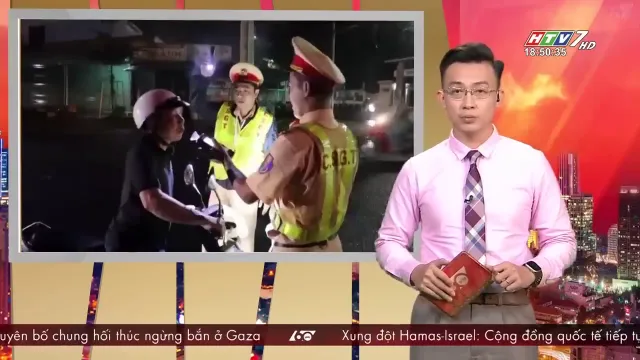 HTV7 HD
18:50:35
C.S.G.T
uyên bố chung hối thúc ngừng bắn ở Gaza
60
Xung đột Hamas-Israel: Cộng đồng quốc tế tiếp tụ